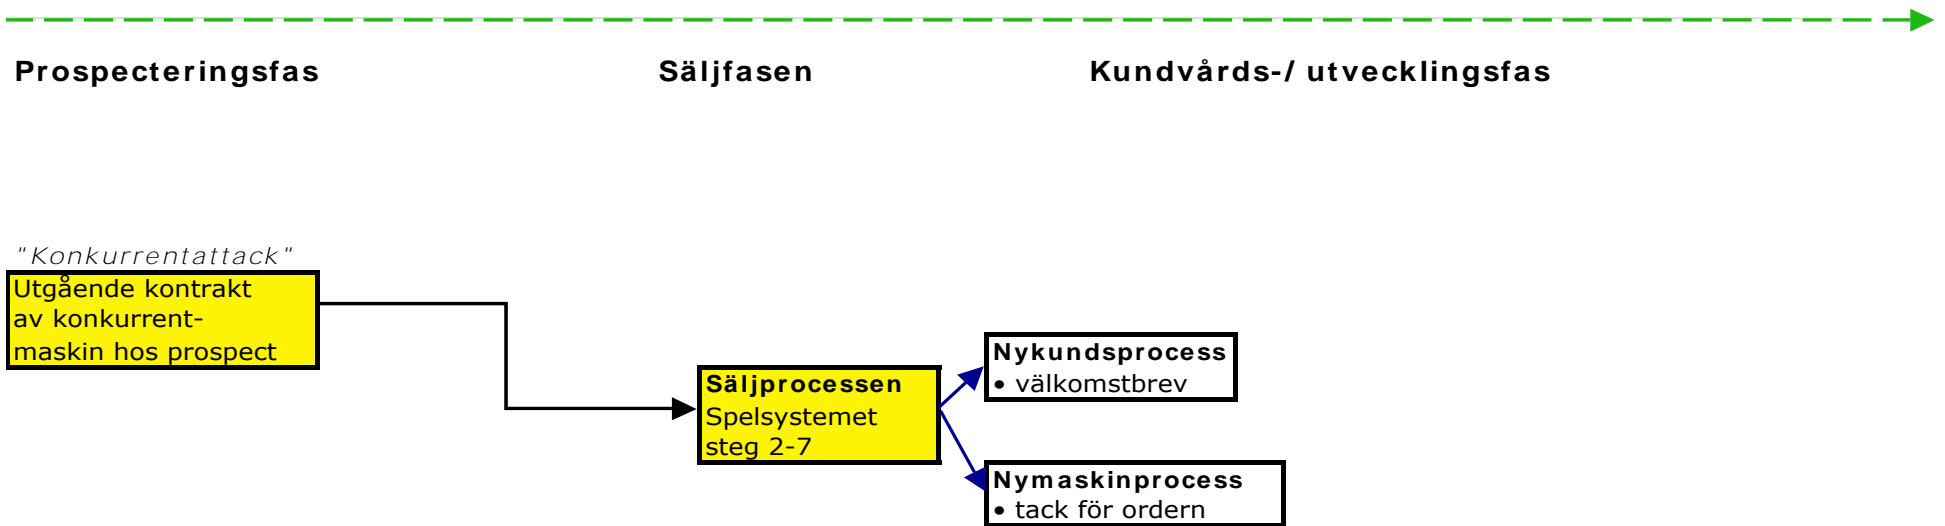 Prospecteringsfas
Säljfasen
Kundvårds-/ utvecklingsfas
"Konkurrentattack"
Utgående kontrakt
av konkurrent-
maskin hos prospect
Säljprocessen
Spelsystemet
steg 2-7
Nykundsprocess
• välkomstbrev
Nymaskinprocess
• tack för ordern